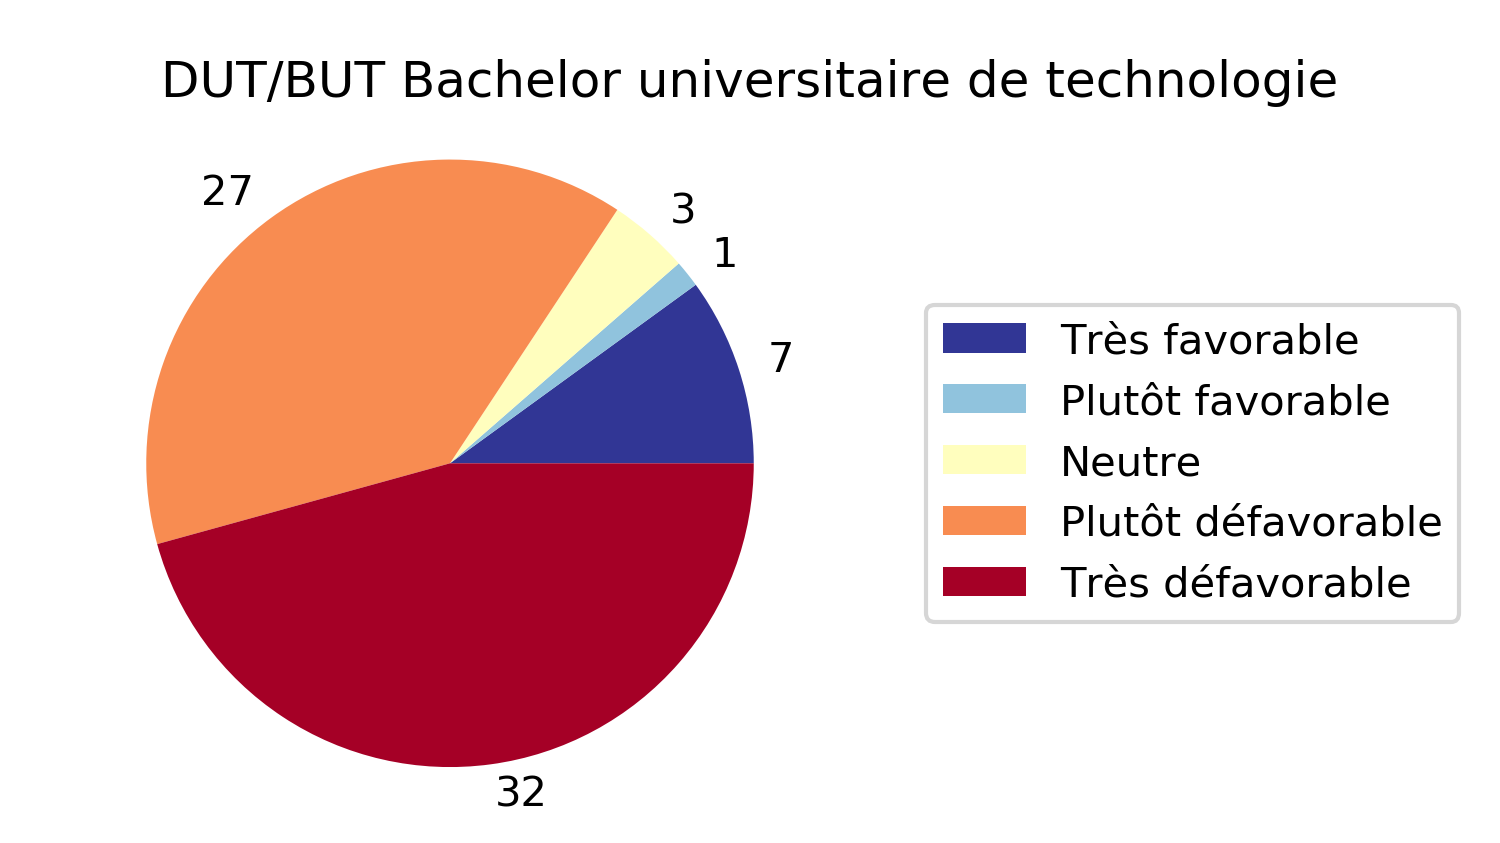 DUT/BUT Bachelor universitaire de technologie
27
3
1
7
32
Très favorable
Plutôt favorable
Neutre
Plutôt défavorable
Très défavorable